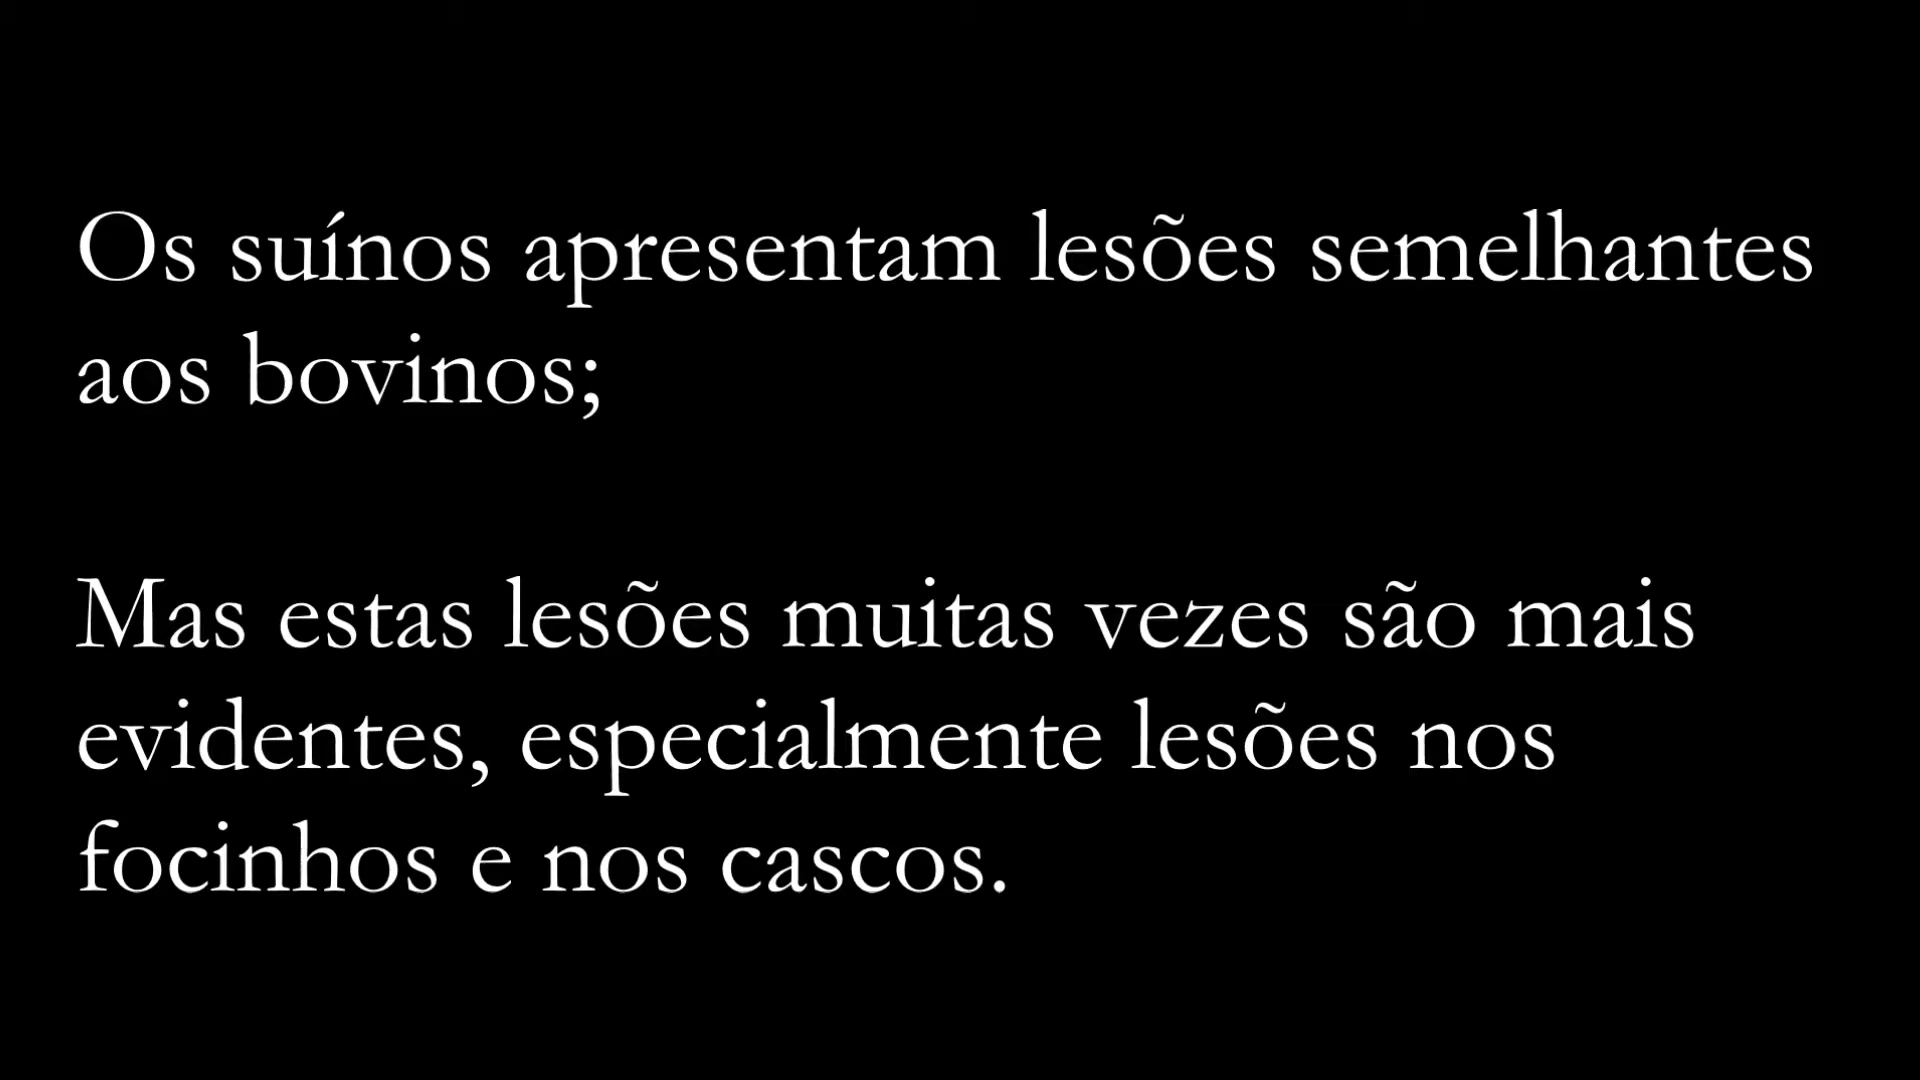 Os suínos apresentam lesões semelhantes
aos bovinos;
Mas estas lesões muitas vezes são mais
evidentes, especialmente lesões nos
focinhos e nos cascos.